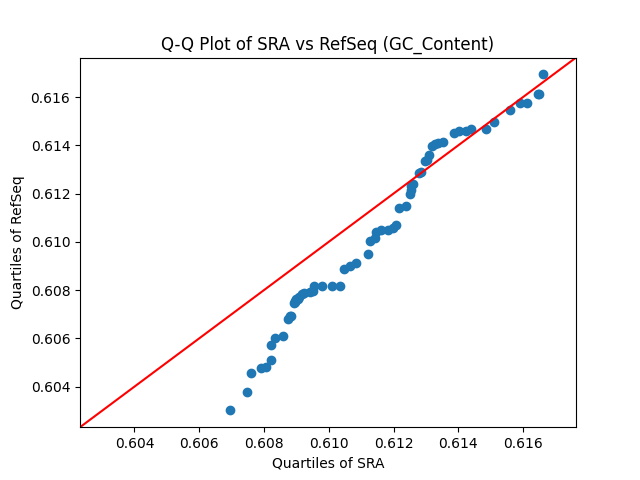 Q-Q Plot of SRA vs RefSeq (GC_Content)
Quartiles of RefSeq
0.616
0.614
0.612
0.610
0.608
0.606
0.604
0.604 0.606 0.608 0.610 0.612 0.614 0.616
Quartiles of SRA